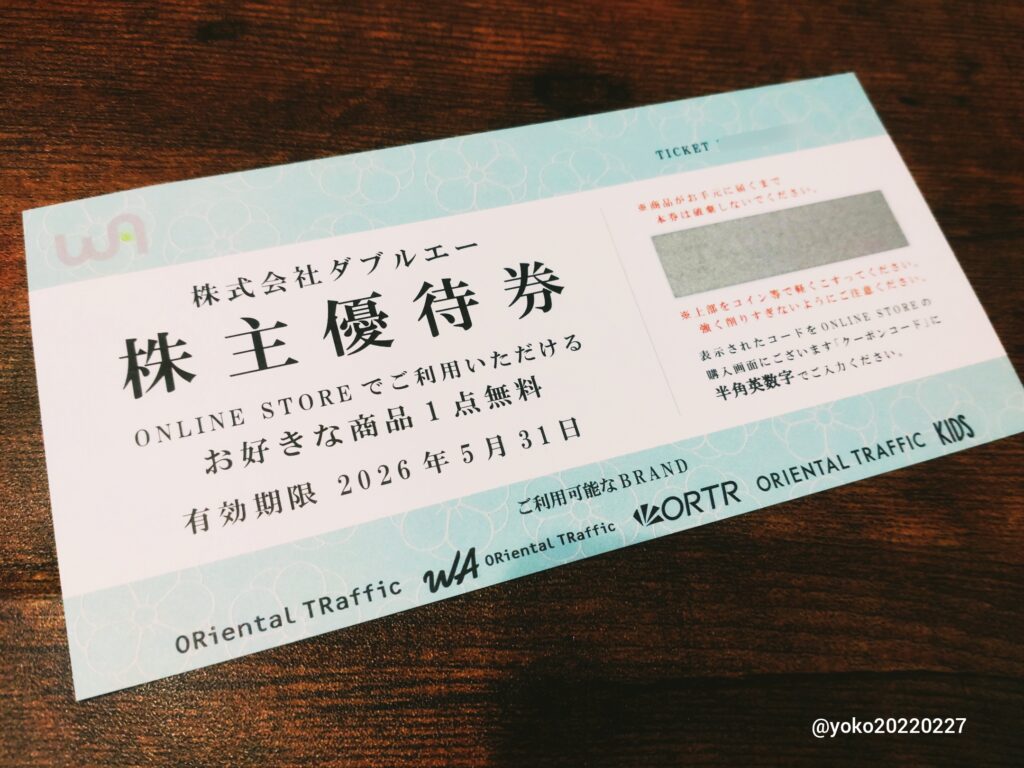 WA
株式会社ダブルエー
株主優待券
ONLINE STOREでご利用いただける
お好きな商品1点無料
有効期限 2026年5月31日
TICKET
※商品がお手元に届くまで
本券は破棄しないでください。
※上部をコイン等で軽くこすってください。
強く削りすぎないようにご注意ください。
表示されたコードをONLINE STOREの
購入画面にございます「クーポンコード」に
半角英数字でご入力ください。
ご利用可能なBRAND
ORiental TRaffic
WA ORiental TRaffic
ORTR
ORIENTAL TRAFFIC KIDS
@yoko20220227